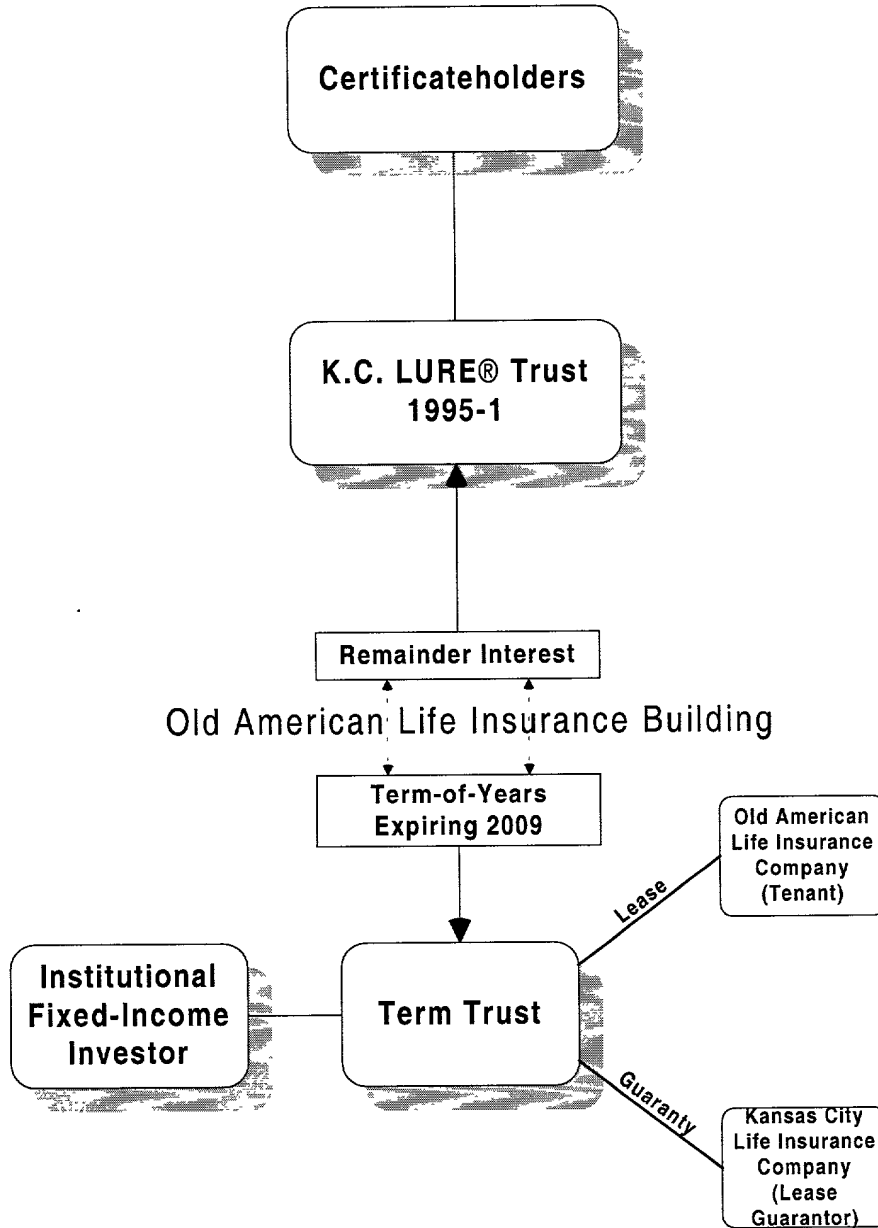 Certificateholders
K.C. LURE® Trust
1995-1
Remainder Interest
Old American Life Insurance Building
Term-of-Years
Expiring 2009
Old American
Life Insurance
Company
(Tenant)
Lease
Institutional
Fixed-Income
Investor
Term Trust
Guaranty
Kansas City
Life Insurance
Company
(Lease
Guarantor)